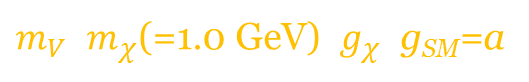 m_V m_χ(=1.0 GeV) g_χ g_SM=a